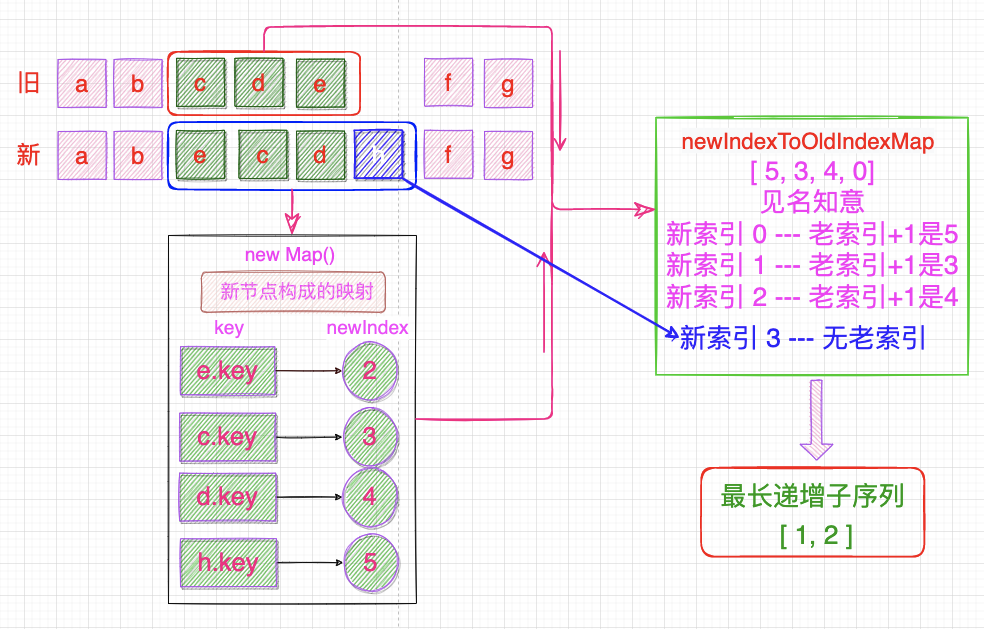 旧 a b c d e f g
新 a b e c d h f g
new Map()
新节点构成的映射
key newIndex
e.key 2
c.key 3
d.key 4
h.key 5
newIndexToOldIndexMap
[ 5, 3, 4, 0]
见名知意
新索引 0 --- 老索引+1是5
新索引 1 --- 老索引+1是3
新索引 2 --- 老索引+1是4
新索引 3 --- 无老索引
最长递增子序列
[ 1, 2 ]